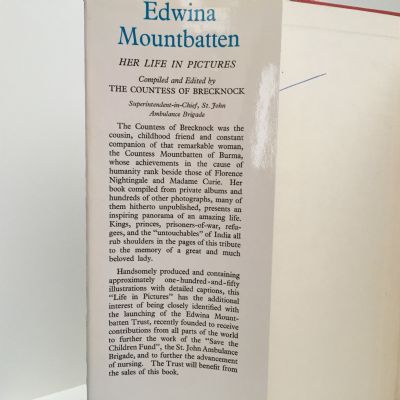 Edwina
Mountbatten
HER LIFE IN PICTURES
Compiled and Edited by
THE COUNTESS OF BRECKNOCK
Superintendent-in-Chief, St. John
Ambulance Brigade
The Countess of Brecknock was the
cousin, childhood friend and constant
companion of that remarkable woman,
the Countess Mountbatten of Burma,
whose achievements in the cause of
humanity rank beside those of Florence
Nightingale and Madame Curie. Her
book compiled from private albums and
hundreds of other photographs, many of
them hitherto unpublished, presents an
inspiring panorama of an amazing life.
Kings, princes, prisoners-of-war, refu-
gees, and the "untouchables" of India all
rub shoulders in the pages of this tribute
to the memory of a great and much
beloved lady.
Handsomely produced and containing
approximately one-hundred-and-fifty
illustrations with detailed captions, this
"Life in Pictures" has the additional
interest of being closely identified with
the launching of the Edwina Mount-
batten Trust, recently founded to receive
contributions from all parts of the world
to further the work of the "Save the
Children Fund", the St. John Ambulance
Brigade, and to further the advancement
of nursing. The Trust will benefit from
the sales of this book.